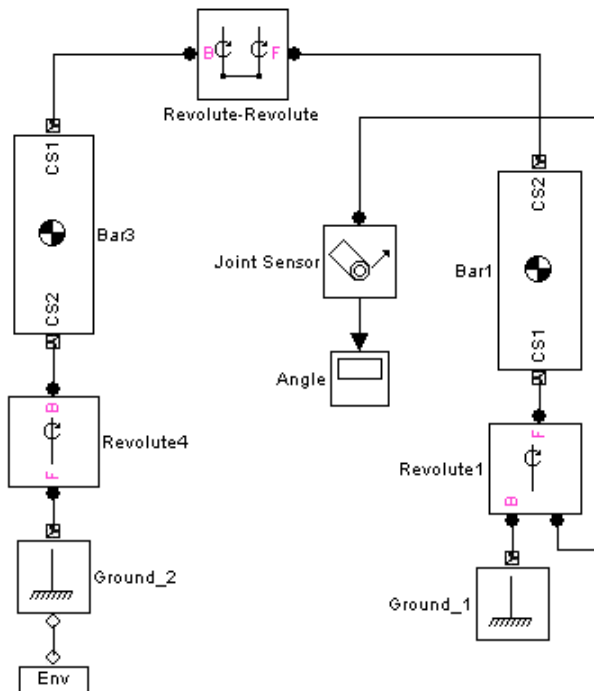 B F
Revolute-Revolute
CS1
Bar3
CS2
Joint Sensor
CS2
Bar1
CS1
Angle
B
Revolute4
F
F
Revolute1
B
Ground_2
Ground_1
Env